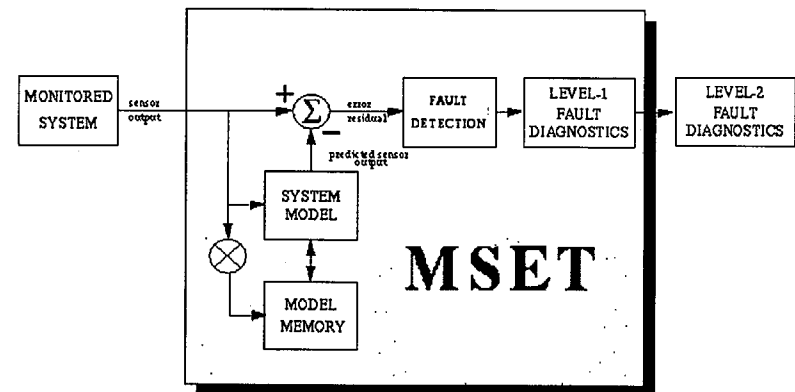 MONITORED
SYSTEM
sensor
output
+
Σ
−
error
residual
FAULT
DETECTION
LEVEL-1
FAULT
DIAGNOSTICS
LEVEL-2
FAULT
DIAGNOSTICS
predicted sensor
output
SYSTEM
MODEL
MODEL
MEMORY
MSET